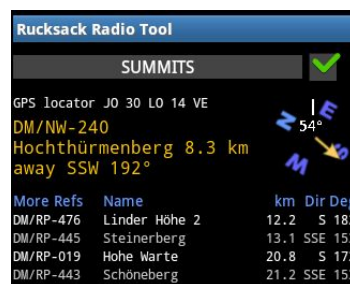 Rucksack Radio Tool
SUMMITS
GPS locator JO 30 LO 14 VE
DM/NW-240
Hochthürmenberg 8.3 km
away SSW 192°
N E S W
54°
More Refs Name km Dir Deg
DM/RP-476 Linder Höhe 2 12.2 S 18
DM/RP-445 Steinerberg 13.1 SSE 15
DM/RP-019 Hohe Warte 20.8 S 17
DM/RP-443 Schöneberg 21.2 SSE 15